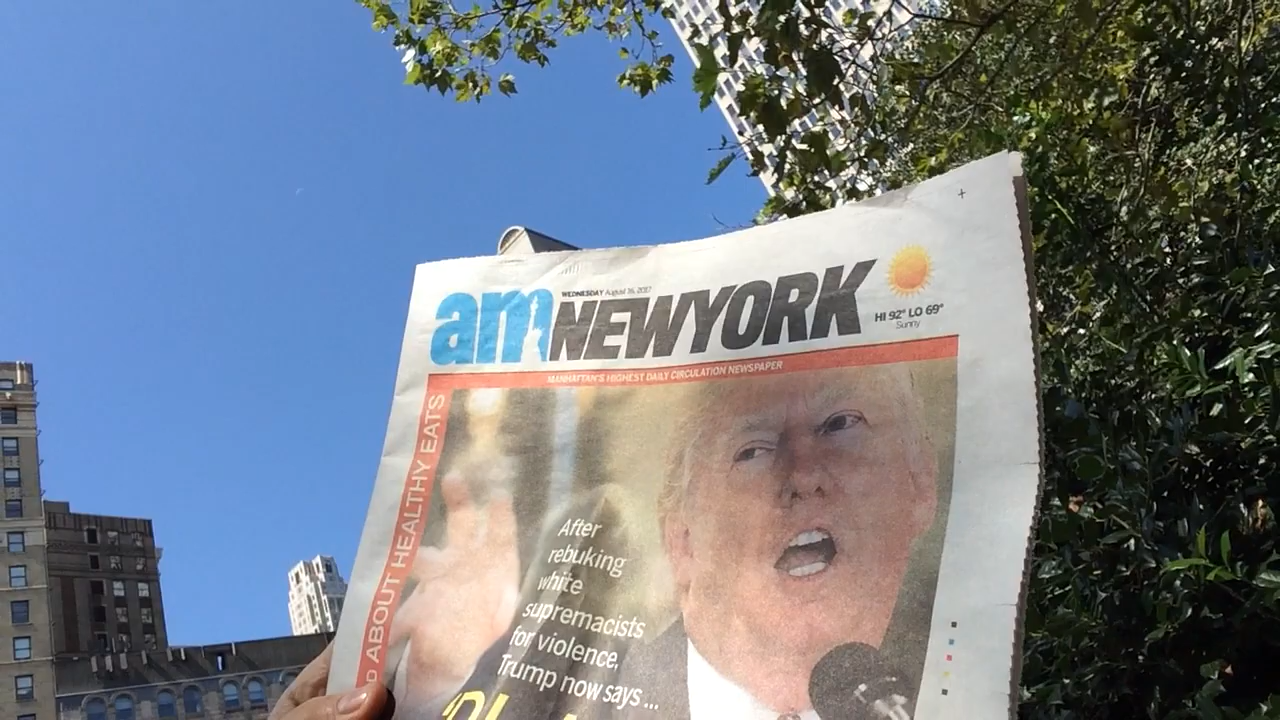 WEDNESDAY August 16, 2017
amNEWYORK
HI 92° LO 69°
Sunny
MANHATTAN'S HIGHEST DAILY CIRCULATION NEWSPAPER
ABOUT HEALTHY EATS
After
rebuking
white
supremacists
for violence,
Trump now says...